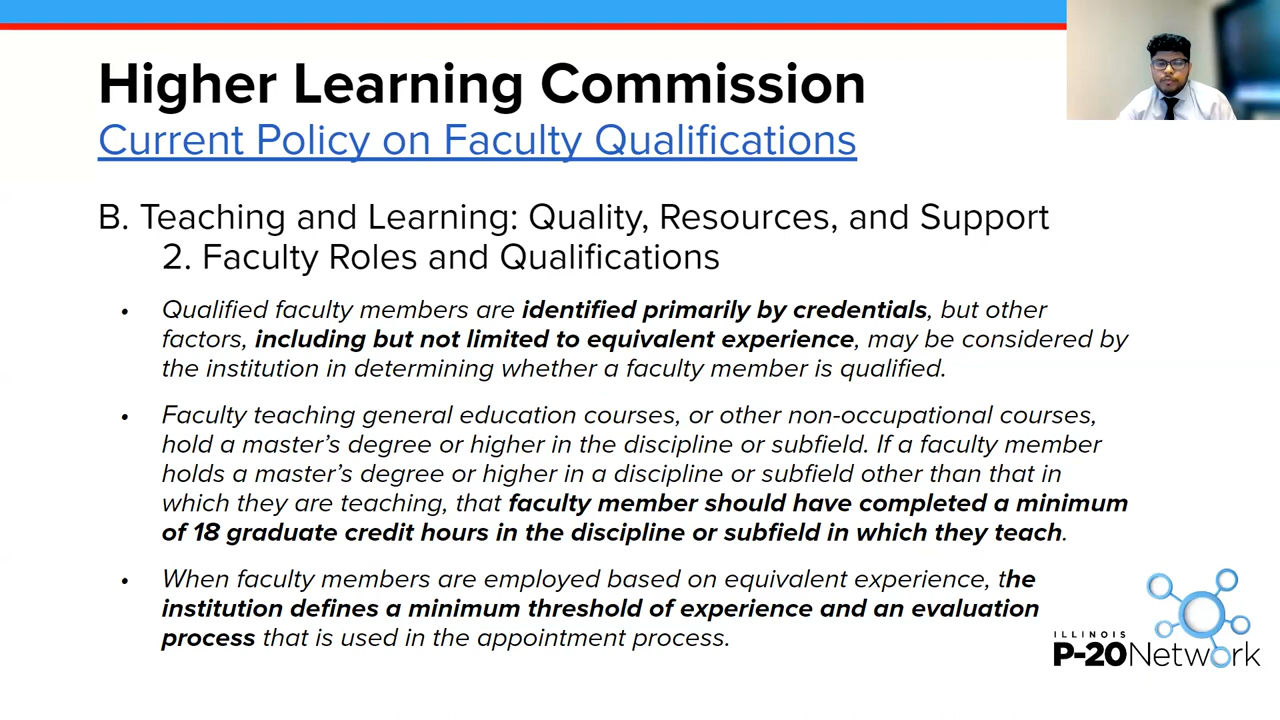 Higher Learning Commission
Current Policy on Faculty Qualifications
B. Teaching and Learning: Quality, Resources, and Support
2. Faculty Roles and Qualifications
• Qualified faculty members are identified primarily by credentials, but other
factors, including but not limited to equivalent experience, may be considered by
the institution in determining whether a faculty member is qualified.
• Faculty teaching general education courses, or other non-occupational courses,
hold a master's degree or higher in the discipline or subfield. If a faculty member
holds a master's degree or higher in a discipline or subfield other than that in
which they are teaching, that faculty member should have completed a minimum
of 18 graduate credit hours in the discipline or subfield in which they teach.
• When faculty members are employed based on equivalent experience, the
institution defines a minimum threshold of experience and an evaluation
process that is used in the appointment process.
ILLINOIS
P-20Network